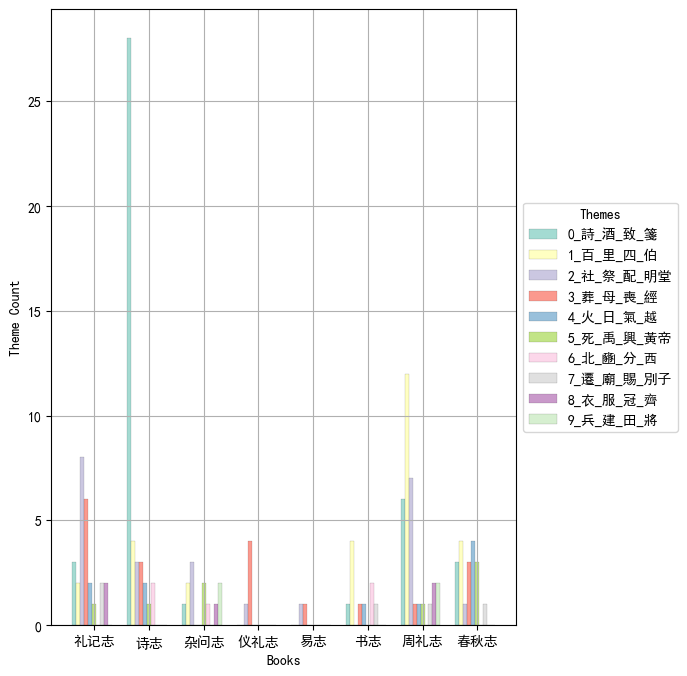 Theme Count
25
20
15
10
5
0
礼记志 诗志 杂问志 仪礼志 易志 书志 周礼志 春秋志
Books
Themes
0_詩_酒_致_箋
1_百_里_四_伯
2_社_祭_配_明堂
3_葬_母_喪_經
4_火_日_氣_越
5_死_禹_興_黃帝
6_北_豳_分_西
7_遷_廟_賜_別子
8_衣_服_冠_齊
9_兵_建_田_將